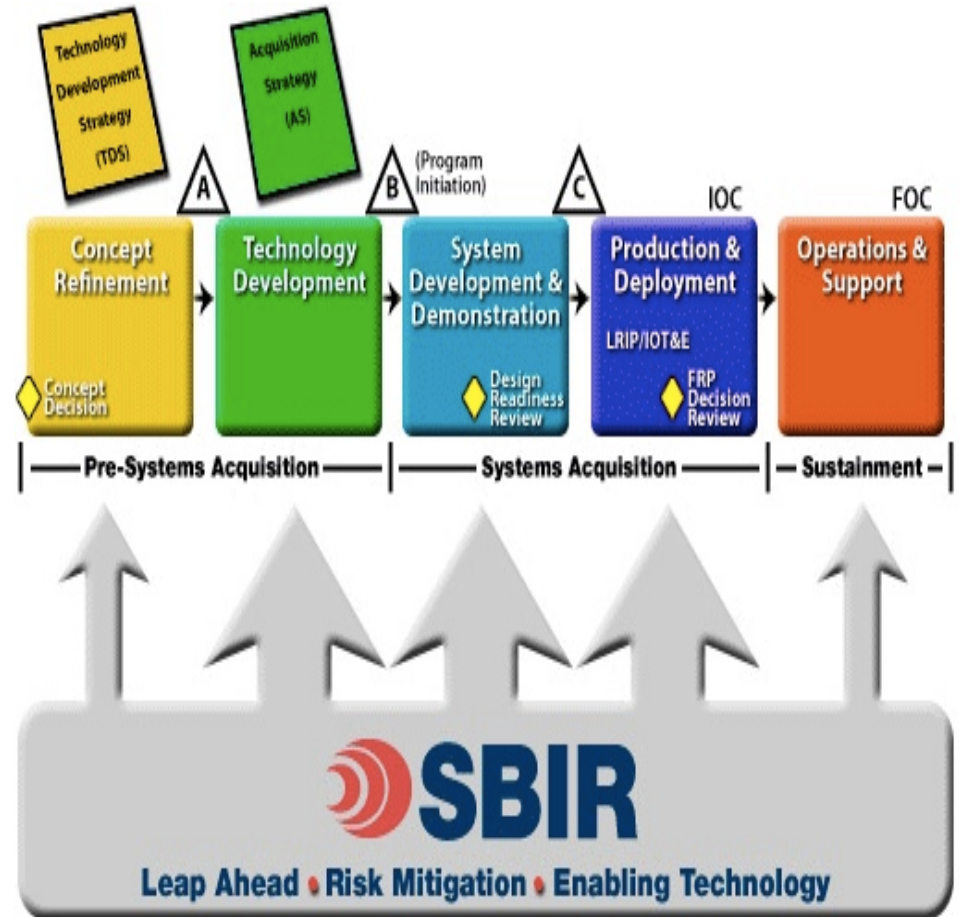 Technology
Development
Strategy
(TDS)
Acquisition
Strategy
(AS)
A
B
(Program
Initiation)
C
IOC
FOC
Concept
Refinement
Technology
Development
System
Development &
Demonstration
Production &
Deployment
Operations &
Support
LRIP/IOT&E
Concept
Decision
Design
Readiness
Review
FRP
Decision
Review
Pre-Systems Acquisition
Systems Acquisition
Sustainment
SBIR
Leap Ahead • Risk Mitigation • Enabling Technology